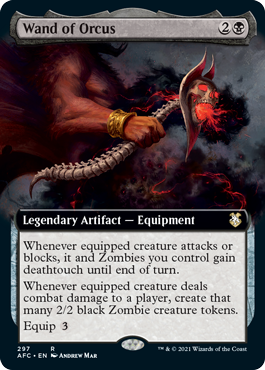 Wand of Orcus 2
Legendary Artifact — Equipment
Whenever equipped creature attacks or
blocks, it and Zombies you control gain
deathtouch until end of turn.
Whenever equipped creature deals
combat damage to a player, create that
many 2/2 black Zombie creature tokens.
Equip 3
297 R
AFC • EN Andrew Mar
™ & © 2021 Wizards of the Coast